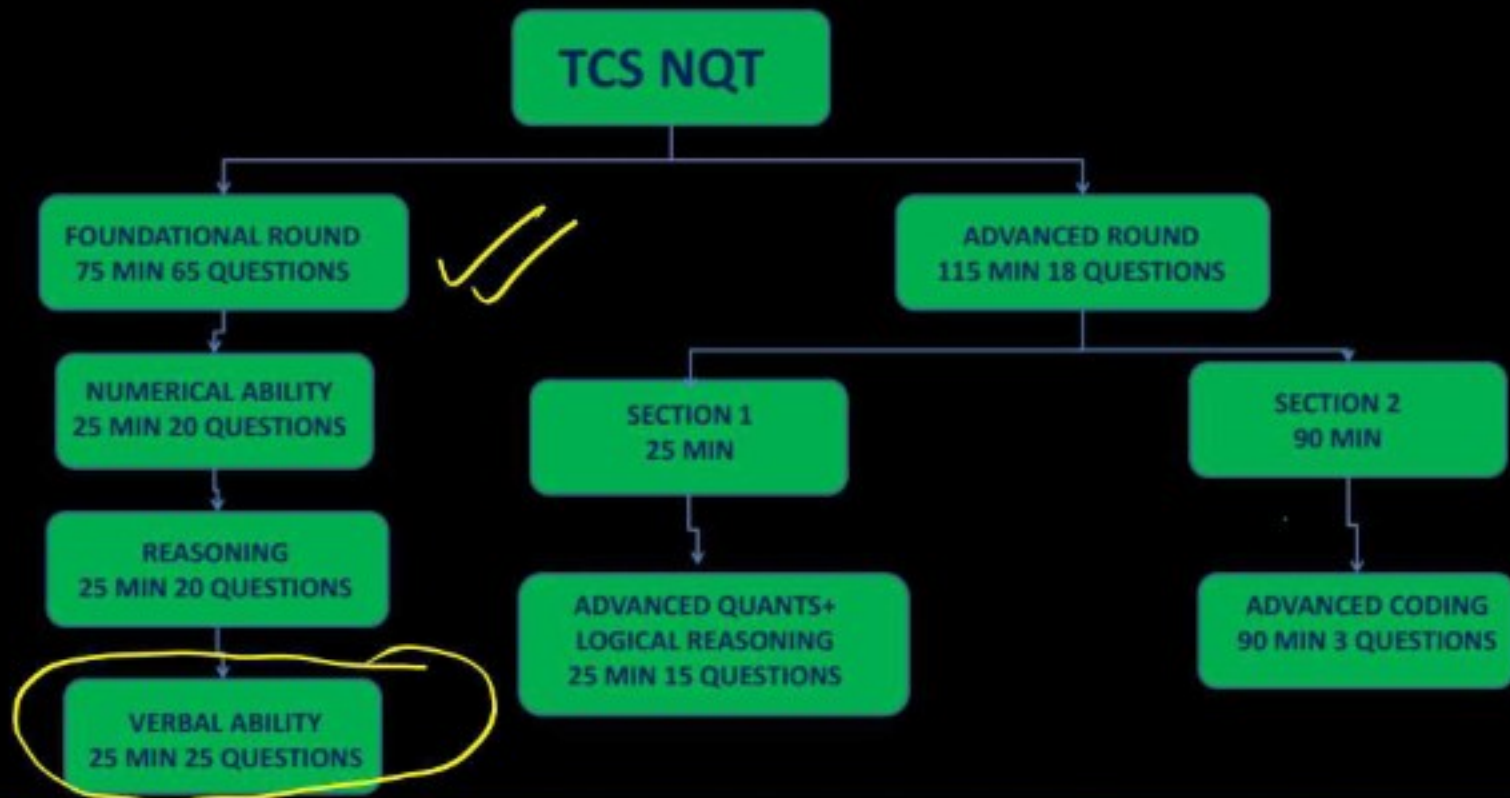 TCS NQT
FOUNDATIONAL ROUND
75 MIN 65 QUESTIONS
NUMERICAL ABILITY
25 MIN 20 QUESTIONS
REASONING
25 MIN 20 QUESTIONS
VERBAL ABILITY
25 MIN 25 QUESTIONS
ADVANCED ROUND
115 MIN 18 QUESTIONS
SECTION 1
25 MIN
ADVANCED QUANTS+
LOGICAL REASONING
25 MIN 15 QUESTIONS
SECTION 2
90 MIN
ADVANCED CODING
90 MIN 3 QUESTIONS